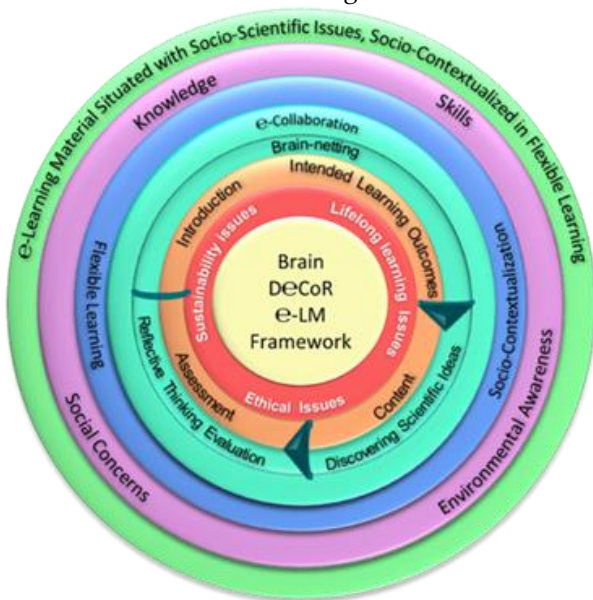 e-Learning Material Situated with Socio-Scientific Issues, Socio-Contextualized in Flexible Learning
Knowledge
Skills
Social Concerns
Environmental Awareness
Flexible Learning
Socio-Contextualization
e-Collaboration
Brain-netting
Reflective Thinking Evaluation
Discovering Scientific Ideas
Introduction
Intended Learning Outcomes
Assessment
Content
Sustainability Issues
Lifelong learning Issues
Ethical Issues
Brain
DeCoR
e-LM
Framework